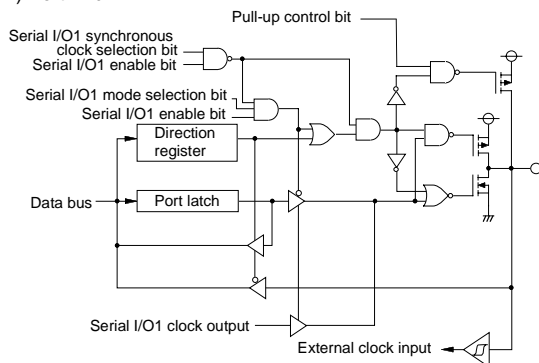 Pull-up control bit
Serial I/O1 synchronous
clock selection bit
Serial I/O1 enable bit
Serial I/O1 mode selection bit
Serial I/O1 enable bit
Direction
register
Data bus
Port latch
Serial I/O1 clock output
External clock input